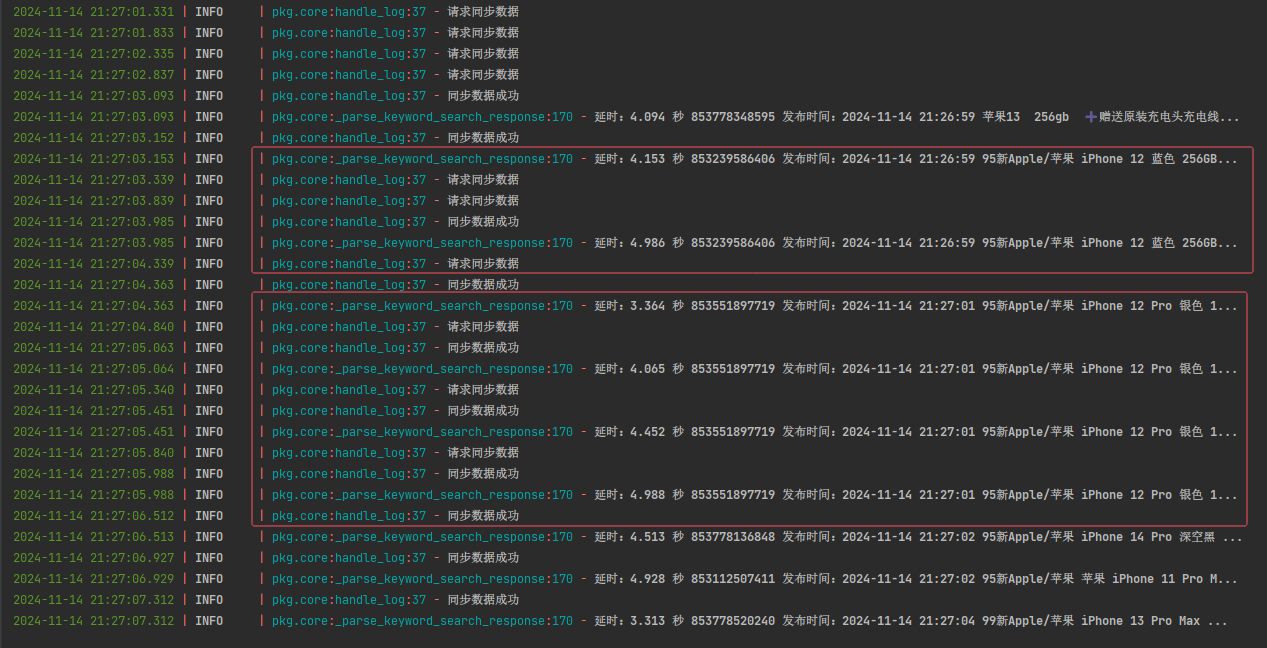 2024-11-14 21:27:01.331 | INFO     | pkg.core:handle_log:37 - 请求同步数据
2024-11-14 21:27:01.833 | INFO     | pkg.core:handle_log:37 - 请求同步数据
2024-11-14 21:27:02.335 | INFO     | pkg.core:handle_log:37 - 请求同步数据
2024-11-14 21:27:02.837 | INFO     | pkg.core:handle_log:37 - 请求同步数据
2024-11-14 21:27:03.093 | INFO     | pkg.core:handle_log:37 - 同步数据成功
2024-11-14 21:27:03.093 | INFO     | pkg.core:_parse_keyword_search_response:170 - 延时: 4.094 秒 853778348595 发布时间: 2024-11-14 21:26:59 苹果13  256gb  ➕赠送原装充电头充电线...
2024-11-14 21:27:03.152 | INFO     | pkg.core:handle_log:37 - 同步数据成功
2024-11-14 21:27:03.153 | INFO     | pkg.core:_parse_keyword_search_response:170 - 延时: 4.153 秒 853239586406 发布时间: 2024-11-14 21:26:59 95新Apple/苹果 iPhone 12 蓝色 256GB...
2024-11-14 21:27:03.339 | INFO     | pkg.core:handle_log:37 - 请求同步数据
2024-11-14 21:27:03.839 | INFO     | pkg.core:handle_log:37 - 请求同步数据
2024-11-14 21:27:03.985 | INFO     | pkg.core:handle_log:37 - 同步数据成功
2024-11-14 21:27:03.985 | INFO     | pkg.core:_parse_keyword_search_response:170 - 延时: 4.986 秒 853239586406 发布时间: 2024-11-14 21:26:59 95新Apple/苹果 iPhone 12 蓝色 256GB...
2024-11-14 21:27:04.339 | INFO     | pkg.core:handle_log:37 - 请求同步数据
2024-11-14 21:27:04.363 | INFO     | pkg.core:handle_log:37 - 同步数据成功
2024-11-14 21:27:04.363 | INFO     | pkg.core:_parse_keyword_search_response:170 - 延时: 3.364 秒 853551897719 发布时间: 2024-11-14 21:27:01 95新Apple/苹果 iPhone 12 Pro 银色 1...
2024-11-14 21:27:04.840 | INFO     | pkg.core:handle_log:37 - 请求同步数据
2024-11-14 21:27:05.063 | INFO     | pkg.core:handle_log:37 - 同步数据成功
2024-11-14 21:27:05.064 | INFO     | pkg.core:_parse_keyword_search_response:170 - 延时: 4.065 秒 853551897719 发布时间: 2024-11-14 21:27:01 95新Apple/苹果 iPhone 12 Pro 银色 1...
2024-11-14 21:27:05.340 | INFO     | pkg.core:handle_log:37 - 请求同步数据
2024-11-14 21:27:05.451 | INFO     | pkg.core:handle_log:37 - 同步数据成功
2024-11-14 21:27:05.451 | INFO     | pkg.core:_parse_keyword_search_response:170 - 延时: 4.452 秒 853551897719 发布时间: 2024-11-14 21:27:01 95新Apple/苹果 iPhone 12 Pro 银色 1...
2024-11-14 21:27:05.840 | INFO     | pkg.core:handle_log:37 - 请求同步数据
2024-11-14 21:27:05.988 | INFO     | pkg.core:handle_log:37 - 同步数据成功
2024-11-14 21:27:05.988 | INFO     | pkg.core:_parse_keyword_search_response:170 - 延时: 4.988 秒 853551897719 发布时间: 2024-11-14 21:27:01 95新Apple/苹果 iPhone 12 Pro 银色 1...
2024-11-14 21:27:06.512 | INFO     | pkg.core:handle_log:37 - 同步数据成功
2024-11-14 21:27:06.513 | INFO     | pkg.core:_parse_keyword_search_response:170 - 延时: 4.513 秒 853778136848 发布时间: 2024-11-14 21:27:02 95新Apple/苹果 iPhone 14 Pro 深空黑 ...
2024-11-14 21:27:06.927 | INFO     | pkg.core:handle_log:37 - 同步数据成功
2024-11-14 21:27:06.929 | INFO     | pkg.core:_parse_keyword_search_response:170 - 延时: 4.928 秒 853112507411 发布时间: 2024-11-14 21:27:02 95新Apple/苹果 苹果 iPhone 11 Pro M...
2024-11-14 21:27:07.312 | INFO     | pkg.core:handle_log:37 - 同步数据成功
2024-11-14 21:27:07.312 | INFO     | pkg.core:_parse_keyword_search_response:170 - 延时: 3.313 秒 853778520240 发布时间: 2024-11-14 21:27:04 99新Apple/苹果 iPhone 13 Pro Max ...